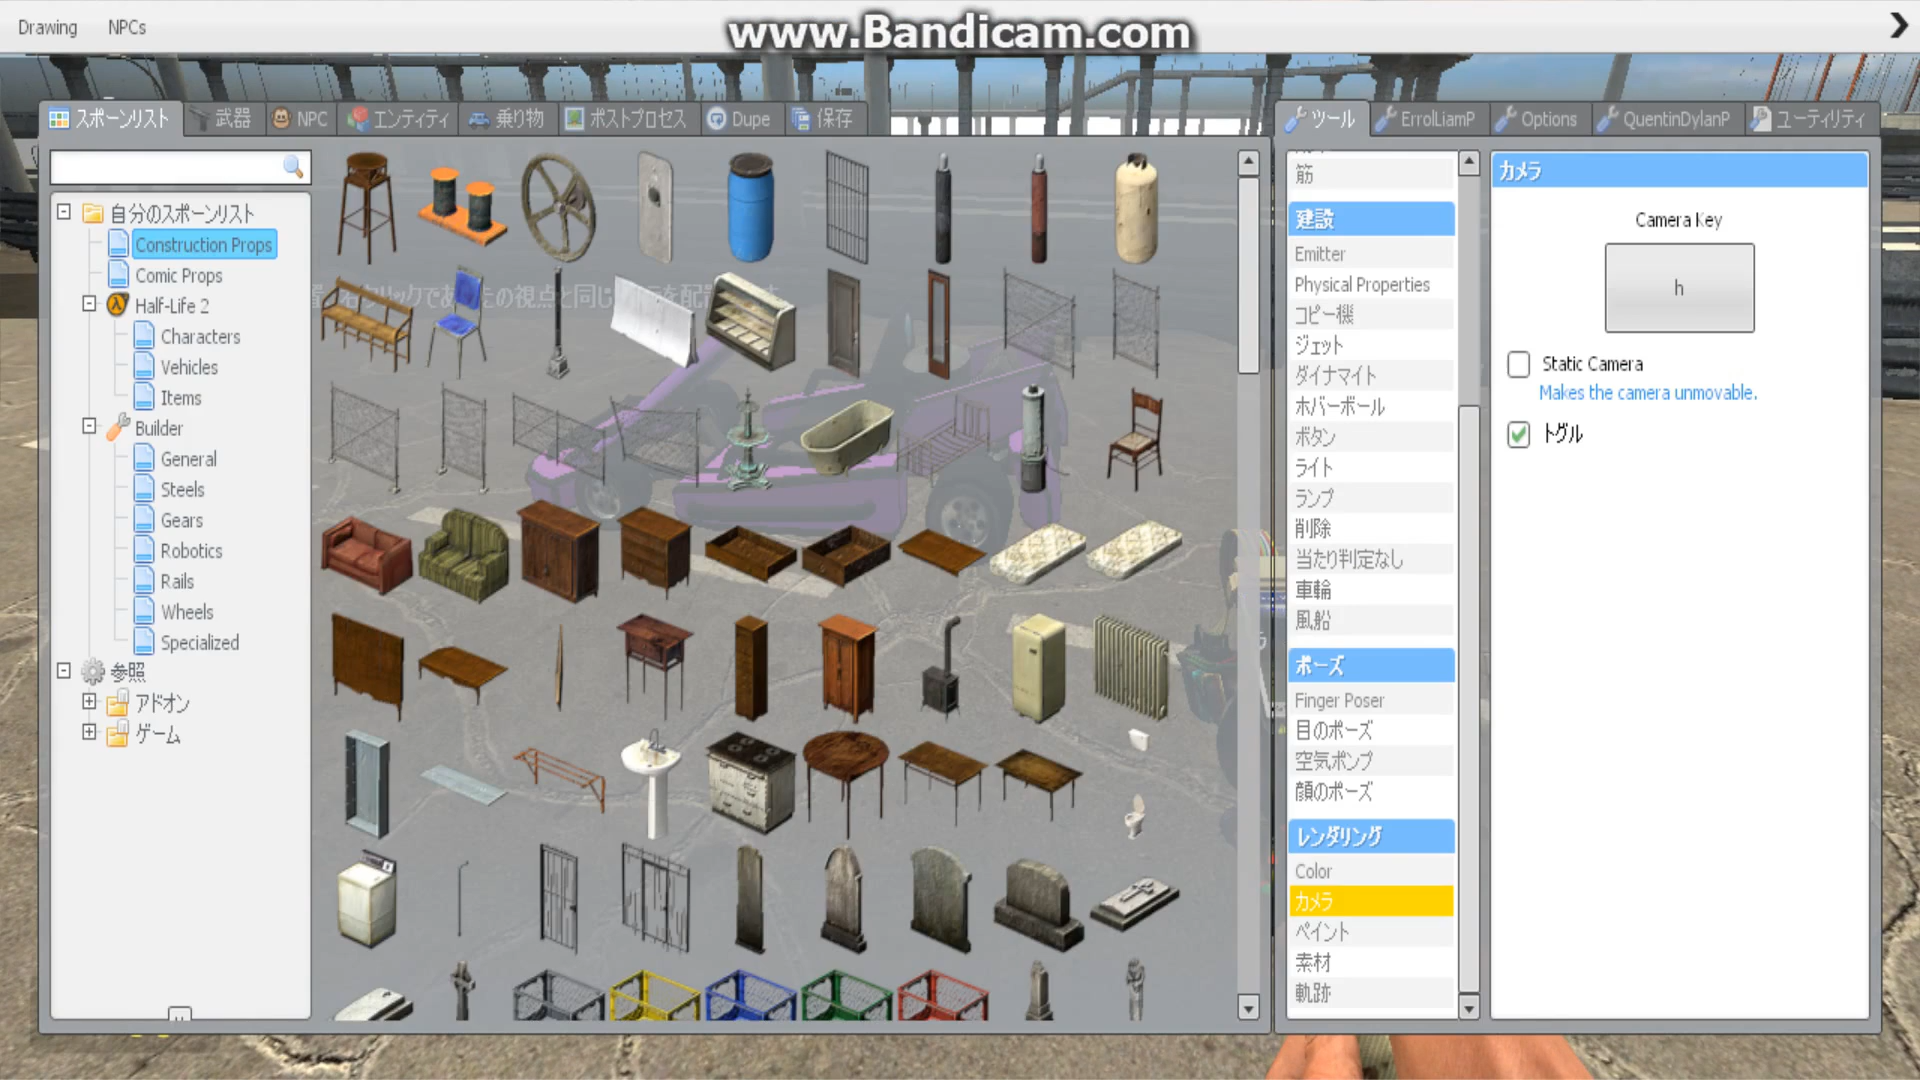 Drawing NPCs
www.Bandicam.com
スポーンリスト 武器 NPC エンティティ 乗り物 ポストプロセス Dupe 保存
自分のスポーンリスト
Construction Props
Comic Props
Half-Life 2
Characters
Vehicles
Items
Builder
General
Steels
Gears
Robotics
Rails
Wheels
Specialized
参照
アドオン
ゲーム
ツール ErrolLiamP Options QuentinDylanP ユーティリティ
筋
建設
Emitter
Physical Properties
コピー機
ジェット
ダイナマイト
ホバーボール
ボタン
ライト
ランプ
削除
当たり判定なし
車輪
風船
ポーズ
Finger Poser
目のポーズ
空気ポンプ
顔のポーズ
レンダリング
Color
カメラ
ペイント
素材
軌跡
カメラ
Camera Key
h
Static Camera
Makes the camera unmovable.
トグル